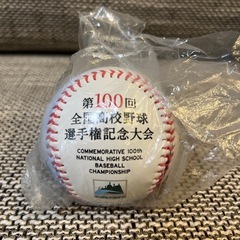 第100回
全国高校野球
選手権記念大会
COMMEMORATIVE 100th
NATIONAL HIGH SCHOOL
BASEBALL
CHAMPIONSHIP